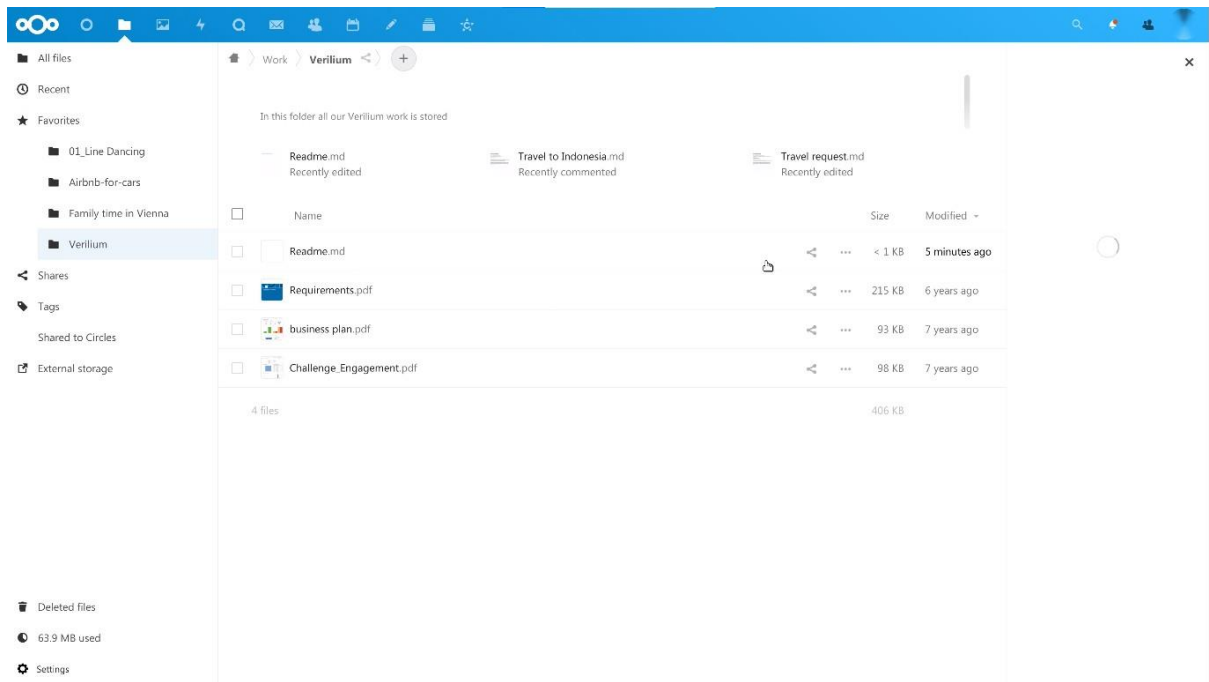 All files
Recent
Favorites
01_Line Dancing
Airbnb-for-cars
Family time in Vienna
Verilium
Shares
Tags
Shared to Circles
External storage
Deleted files
63.9 MB used
Settings
Work Verilium +
In this folder all our Verilium work is stored
Readme.md Travel to Indonesia.md Travel request.md
Recently edited Recently commented Recently edited
Name Size Modified
Readme.md < 1 KB 5 minutes ago
Requirements.pdf 215 KB 6 years ago
business plan.pdf 93 KB 7 years ago
Challenge_Engagement.pdf 98 KB 7 years ago
4 files 406 KB